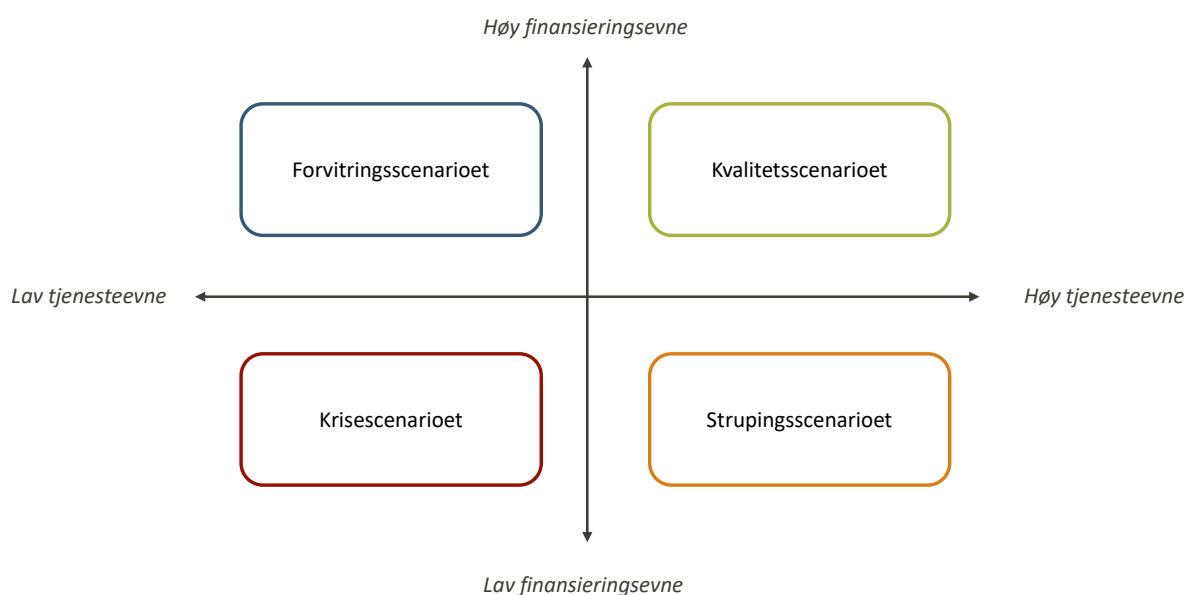 Høy finansieringsevne
Forvitringsscenarioet
Kvalitetsscenarioet
Lav tjenesteevne
Høy tjenesteevne
Krisescenarioet
Strupingsscenarioet
Lav finansieringsevne